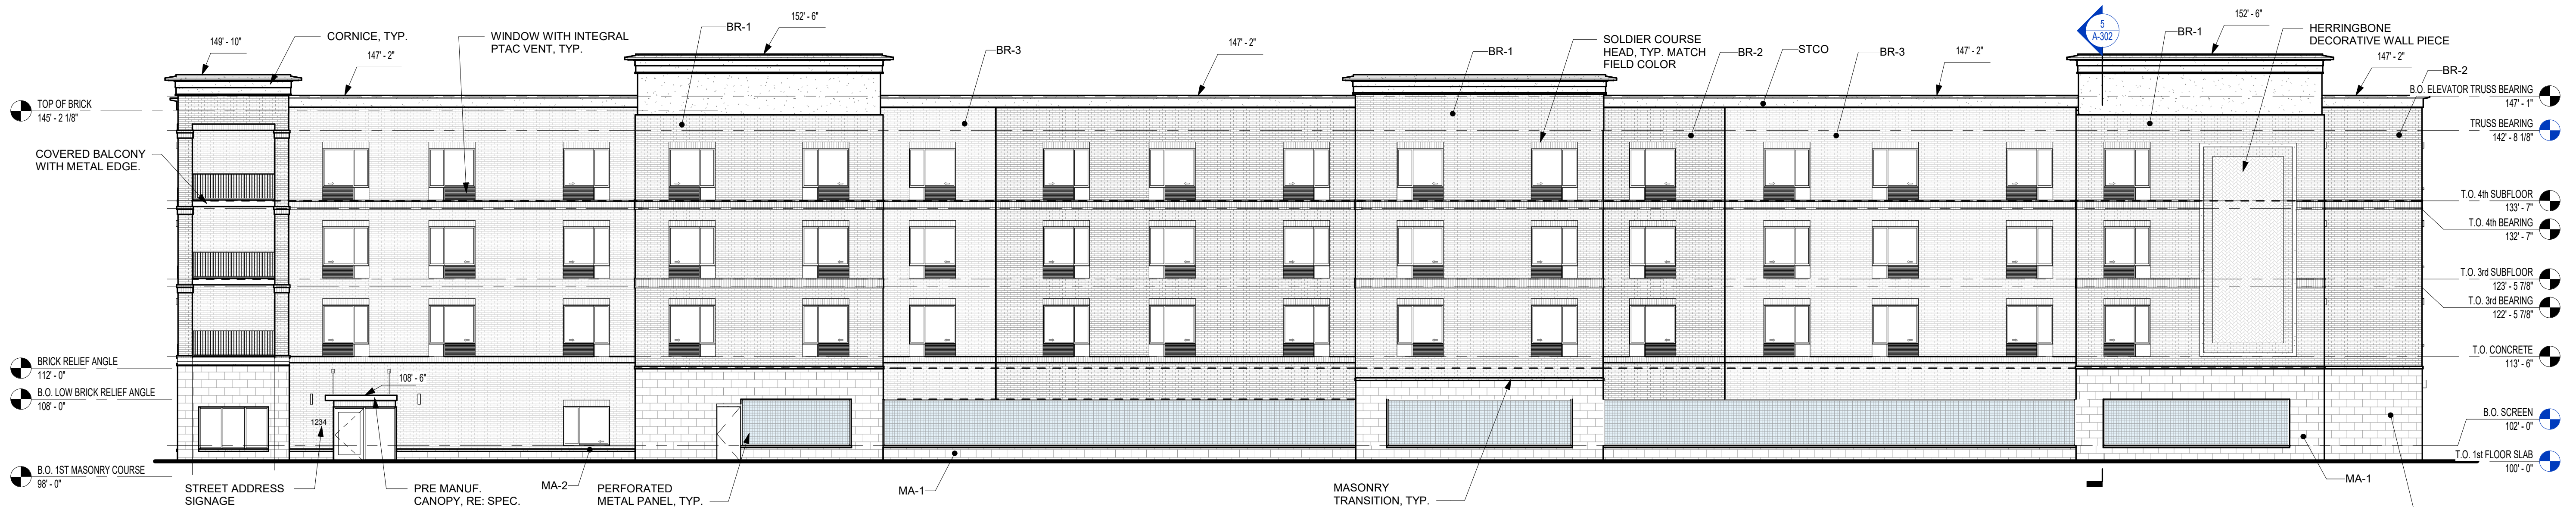 149' - 10"
CORNICE, TYP.
147' - 2"
WINDOW WITH INTEGRAL
PTAC VENT, TYP.
BR-1
152' - 6"
BR-3
147' - 2"
BR-1
SOLDIER COURSE
HEAD, TYP. MATCH
FIELD COLOR
BR-2
STCO
BR-3
147' - 2"
5
A-302
BR-1
152' - 6"
HERRINGBONE
DECORATIVE WALL PIECE
147' - 2"
BR-2
TOP OF BRICK
145' - 2 1/8"
COVERED BALCONY
WITH METAL EDGE.
BRICK RELIEF ANGLE
112' - 0"
B.O. LOW BRICK RELIEF ANGLE
108' - 0"
B.O. 1ST MASONRY COURSE
98' - 0"
108' - 6"
1234
STREET ADDRESS
SIGNAGE
PRE MANUF.
CANOPY, RE: SPEC.
MA-2
PERFORATED
METAL PANEL, TYP.
MA-1
MASONRY
TRANSITION, TYP.
MA-1
B.O. ELEVATOR TRUSS BEARING
147' - 1"
TRUSS BEARING
142' - 8 1/8"
T.O. 4th SUBFLOOR
133' - 7"
T.O. 4th BEARING
132' - 7"
T.O. 3rd SUBFLOOR
123' - 5 7/8"
T.O. 3rd BEARING
122' - 5 7/8"
T.O. CONCRETE
113' - 6"
B.O. SCREEN
102' - 0"
T.O. 1st FLOOR SLAB
100' - 0"